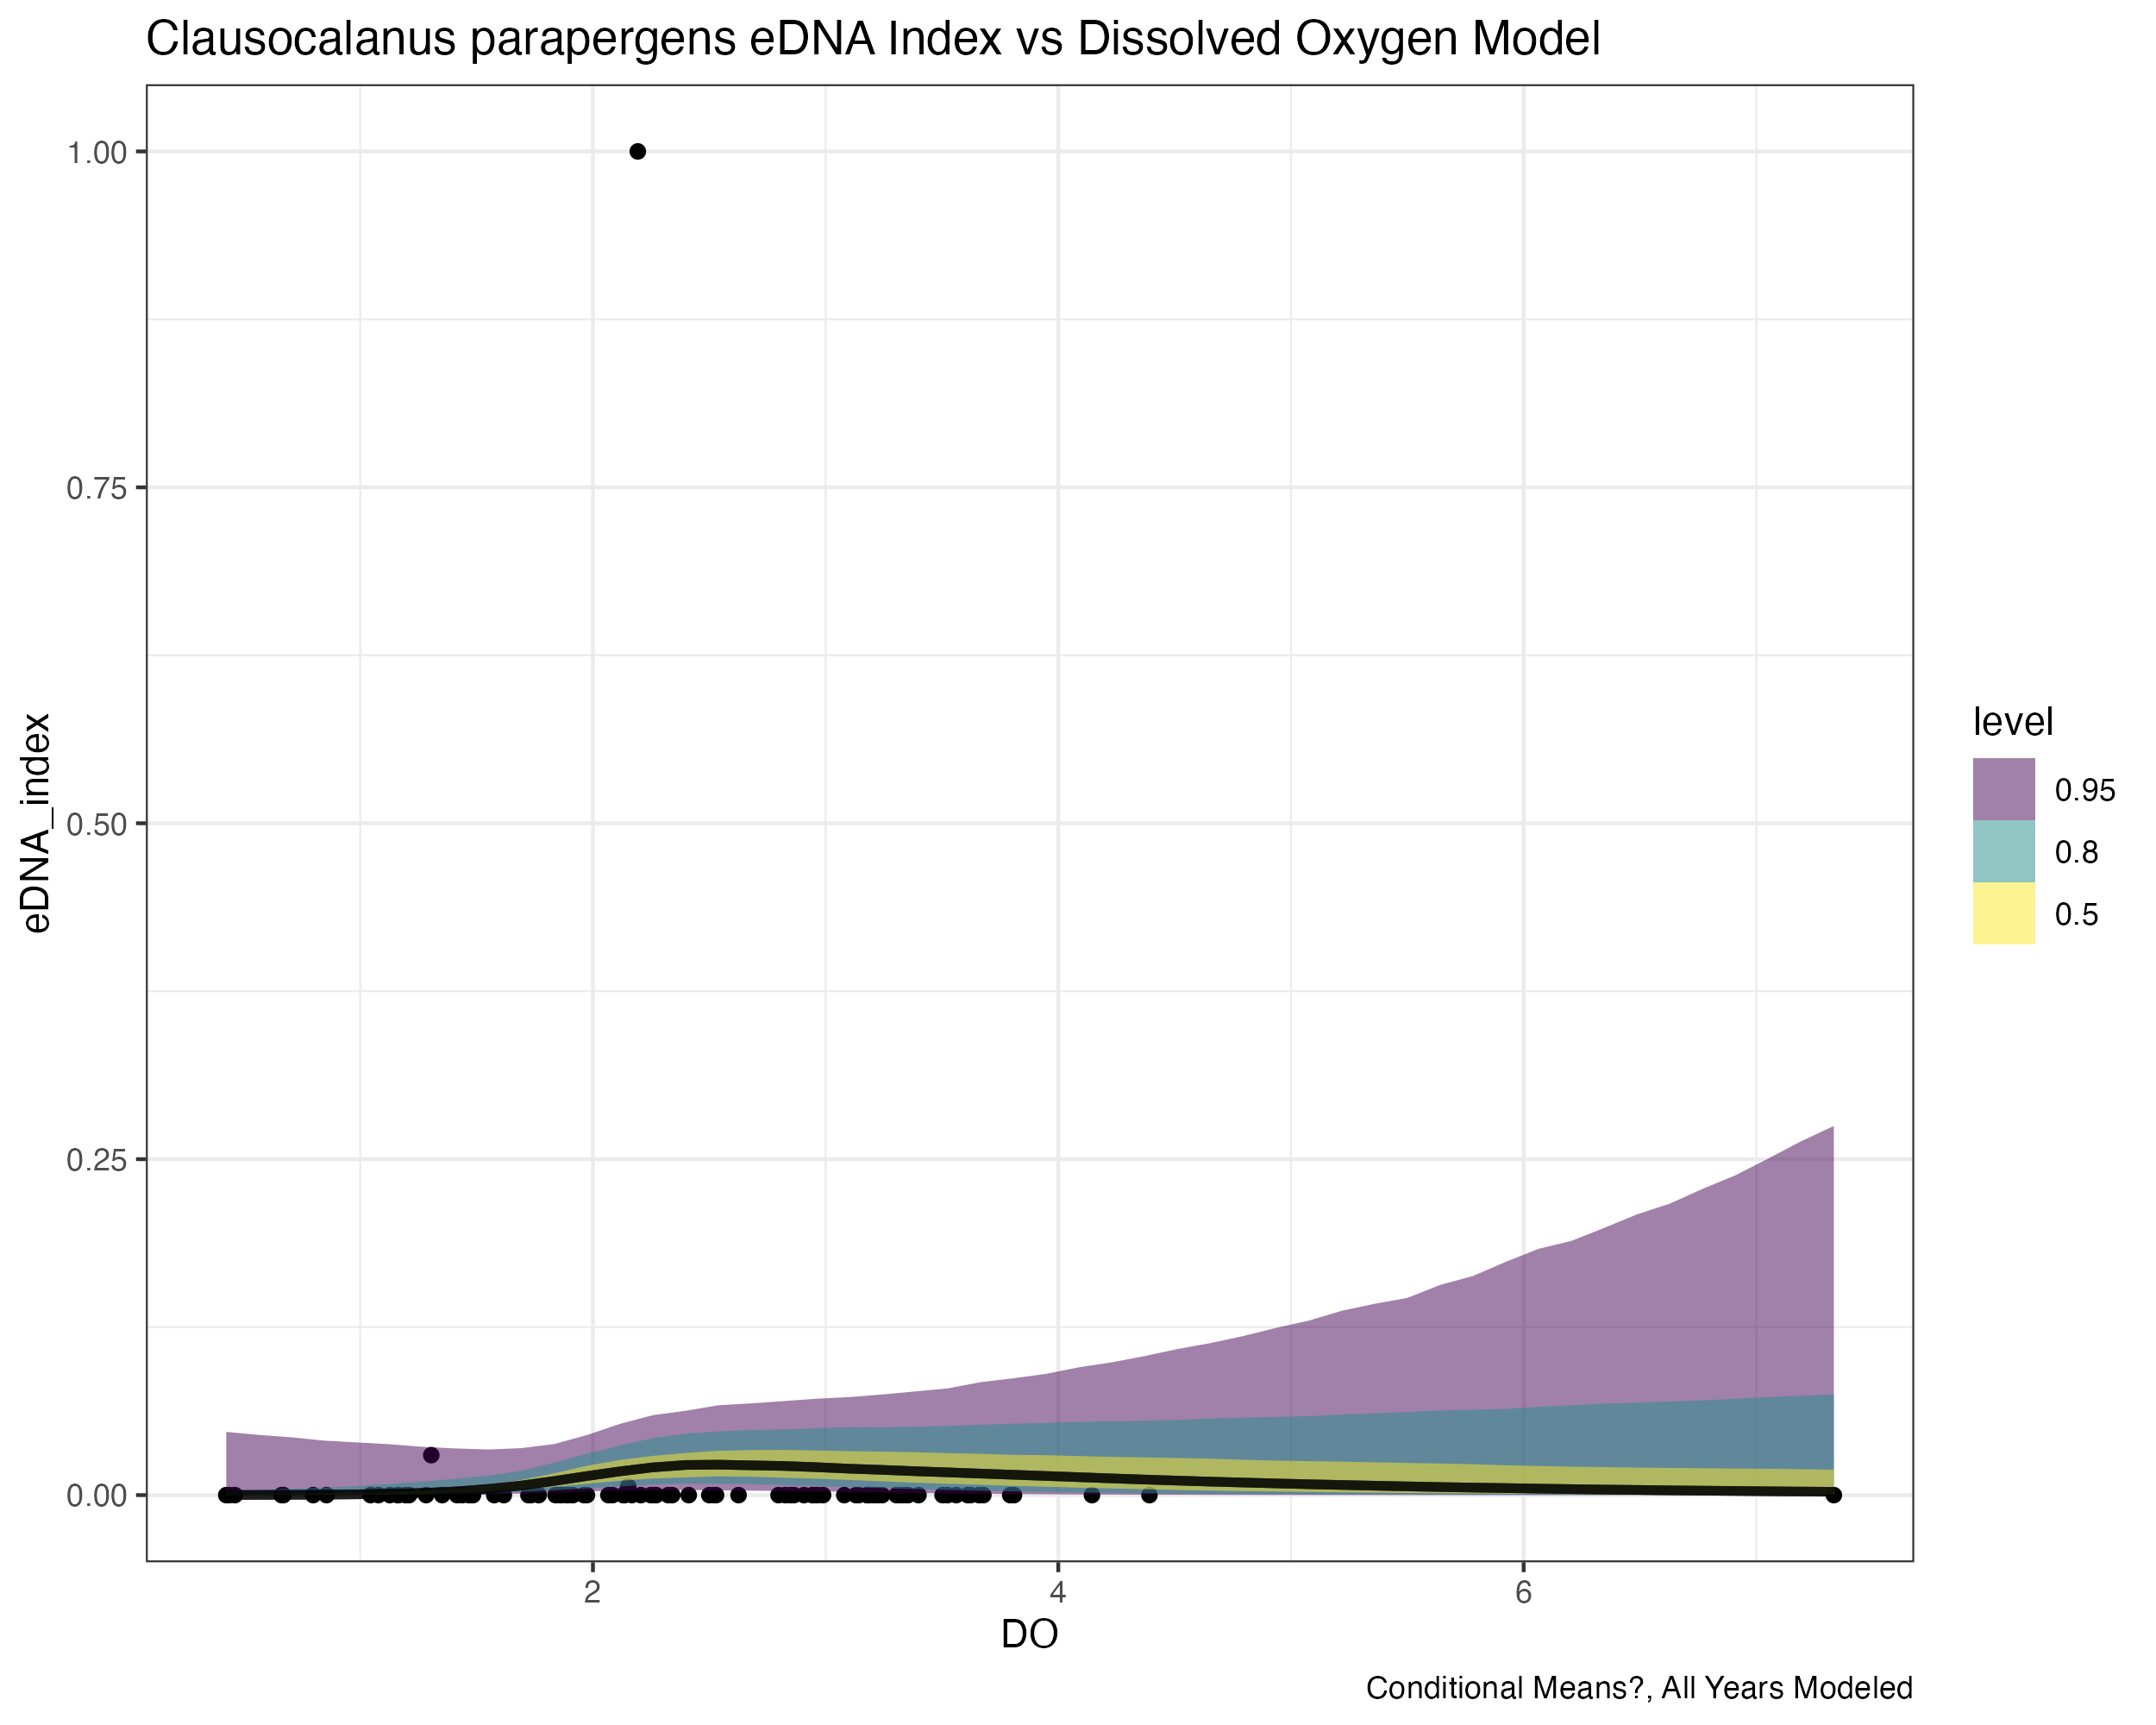 Clausocalanus parapergens eDNA Index vs Dissolved Oxygen Model
1.00
0.75
0.50
0.25
0.00
eDNA_index
2
4
6
DO
level
0.95
0.8
0.5
Conditional Means?, All Years Modeled